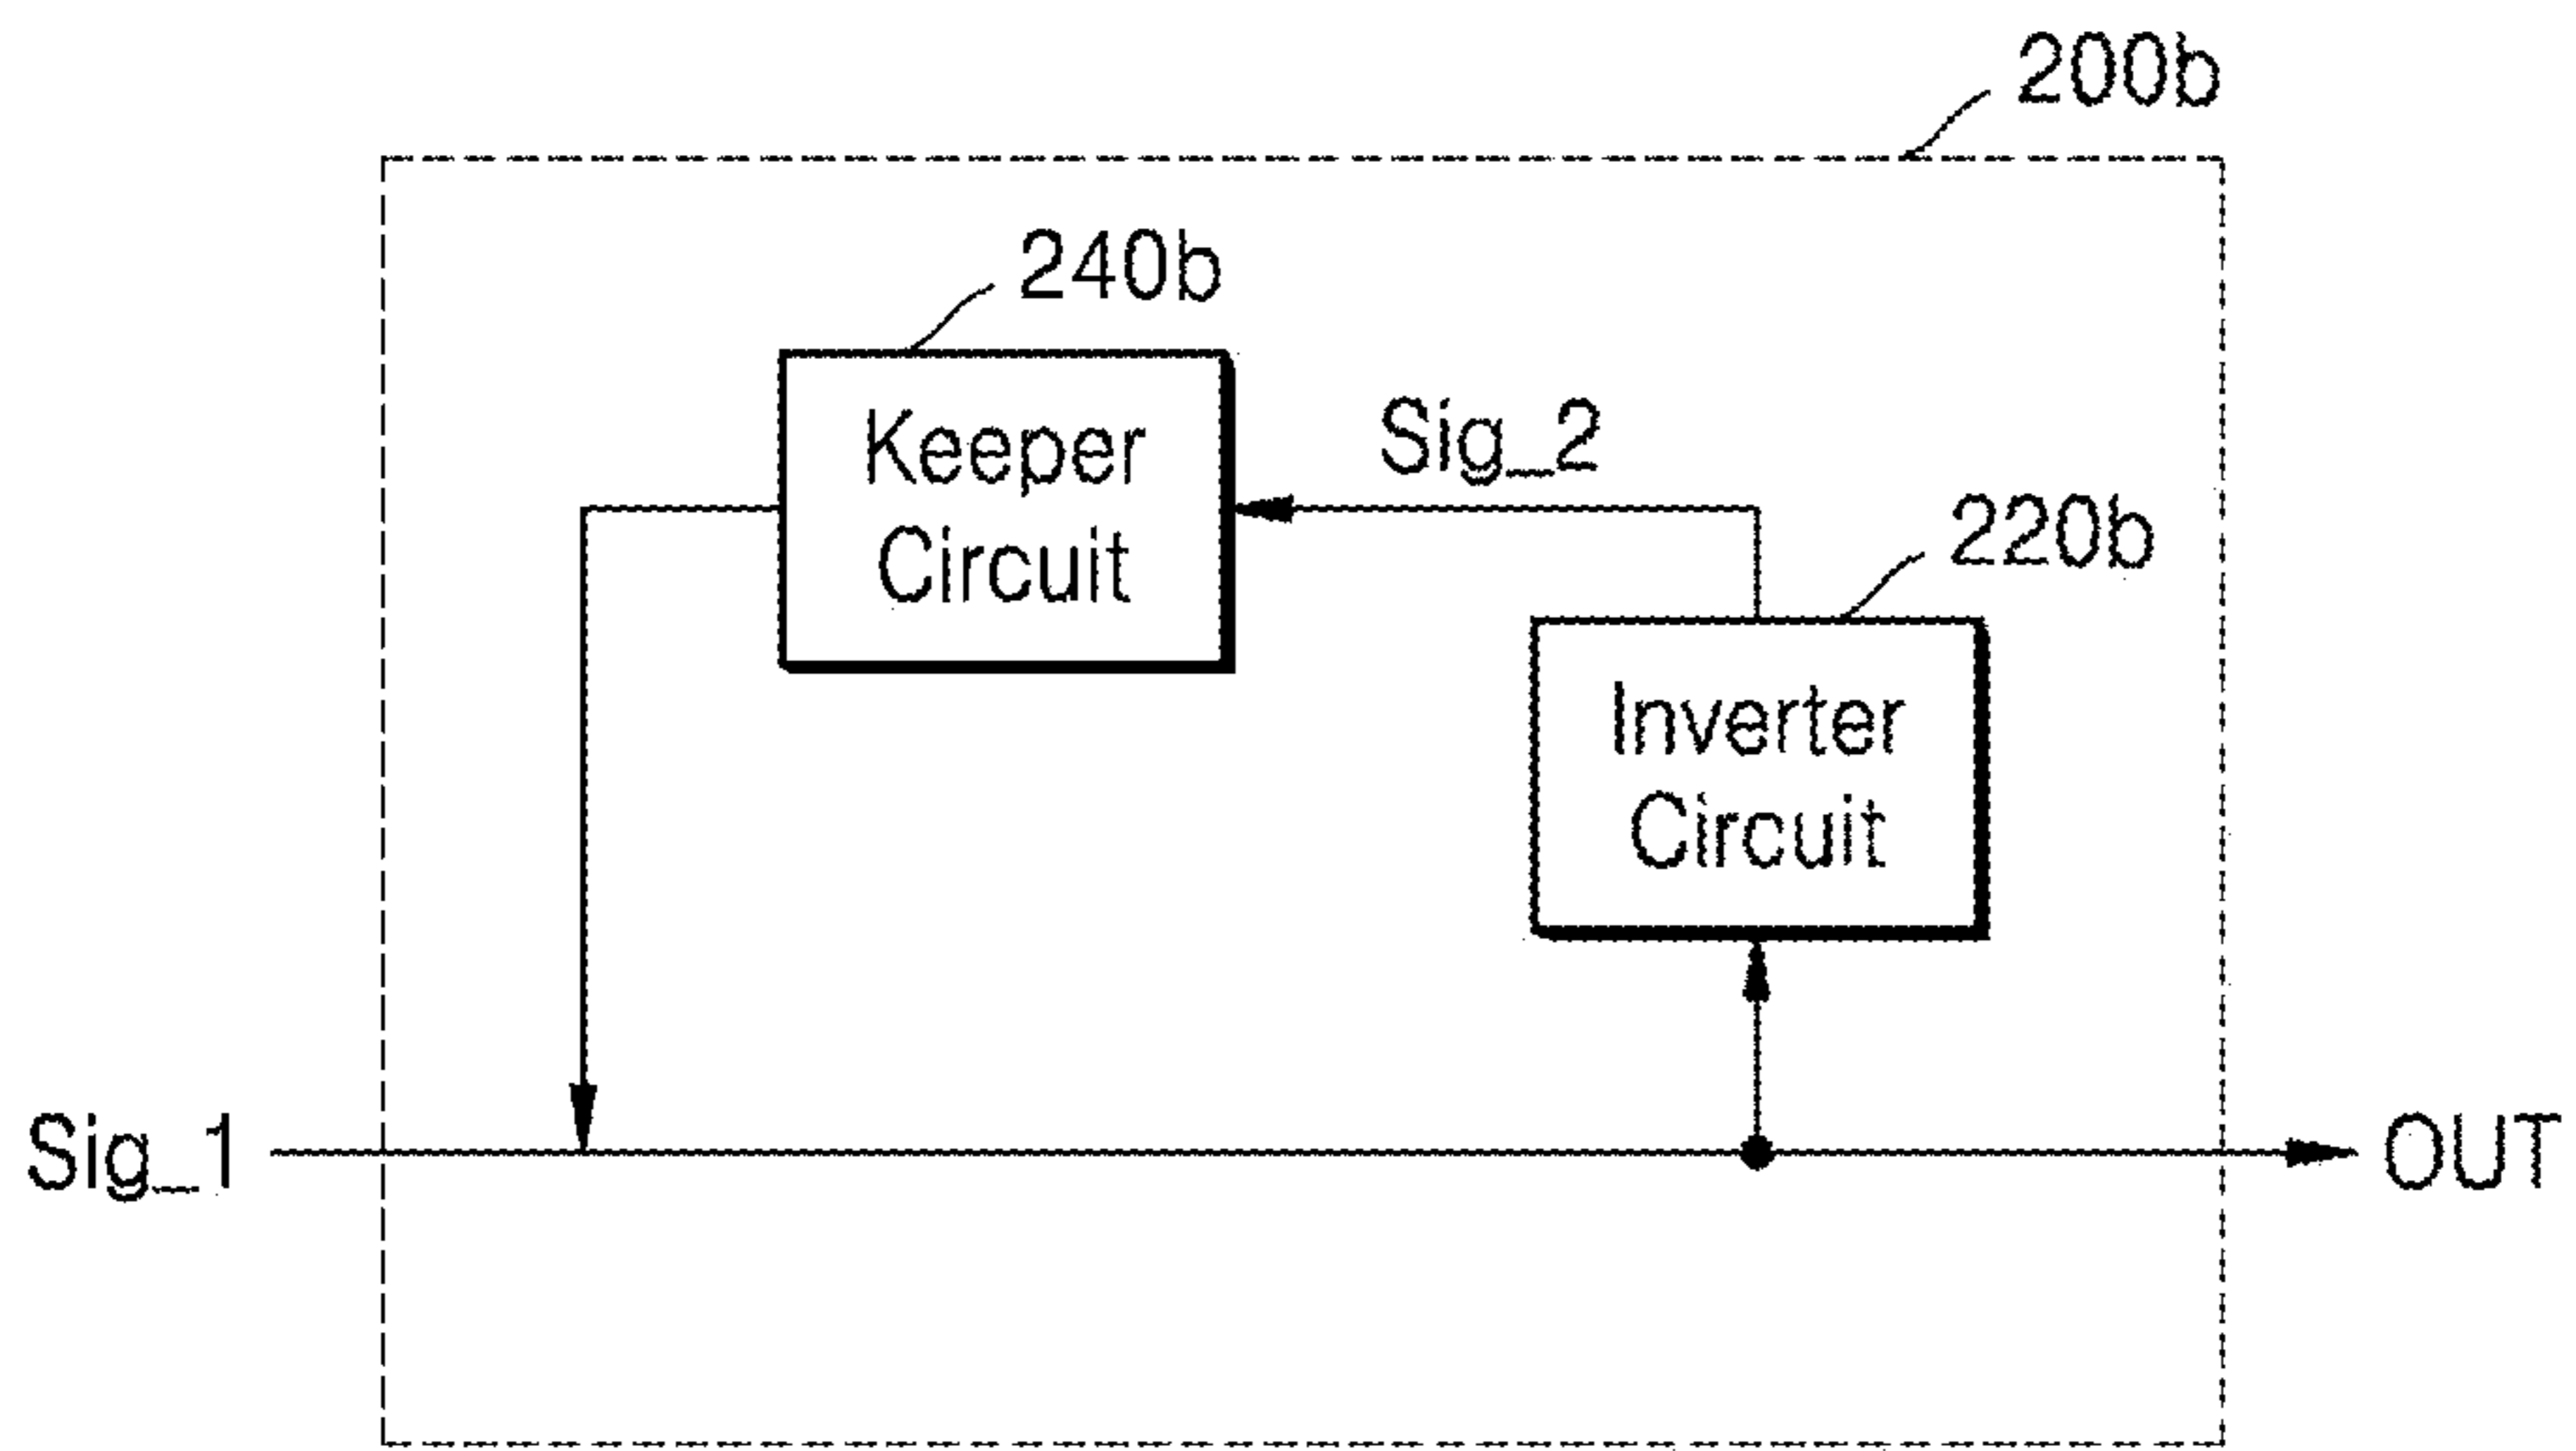 200b
240b
Keeper
Circuit
Sig_2
220b
Inverter
Circuit
Sig_1
OUT